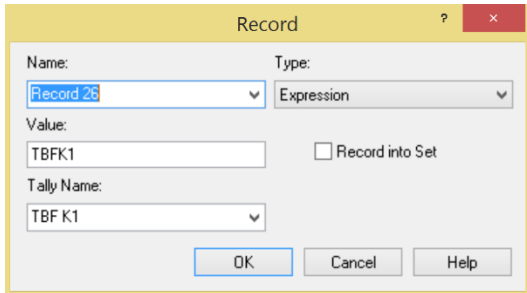 Record ? ×
Name: Type:
Record 26 Expression
Value:
TBFK1 Record into Set
Tally Name:
TBF K1
OK Cancel Help